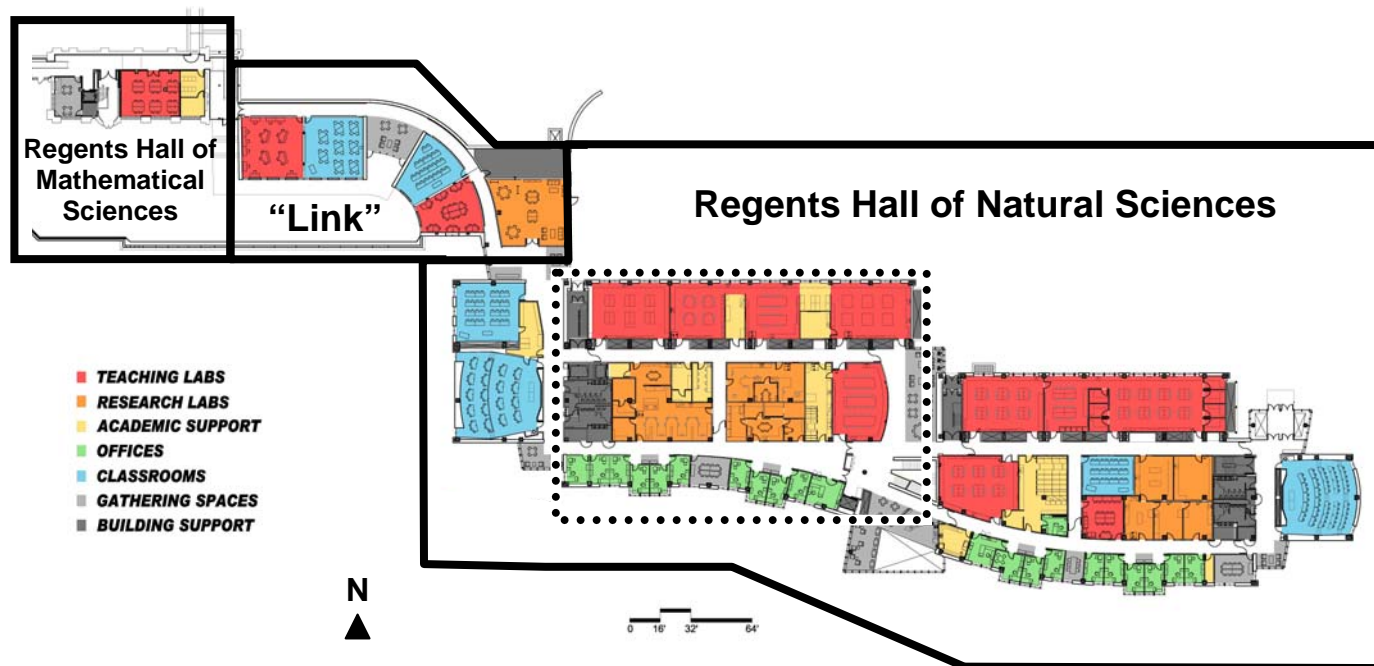 Regents Hall of
Mathematical
Sciences
“Link”
Regents Hall of Natural Sciences
TEACHING LABS
RESEARCH LABS
ACADEMIC SUPPORT
OFFICES
CLASSROOMS
GATHERING SPACES
BUILDING SUPPORT
N
0 16' 32' 64'